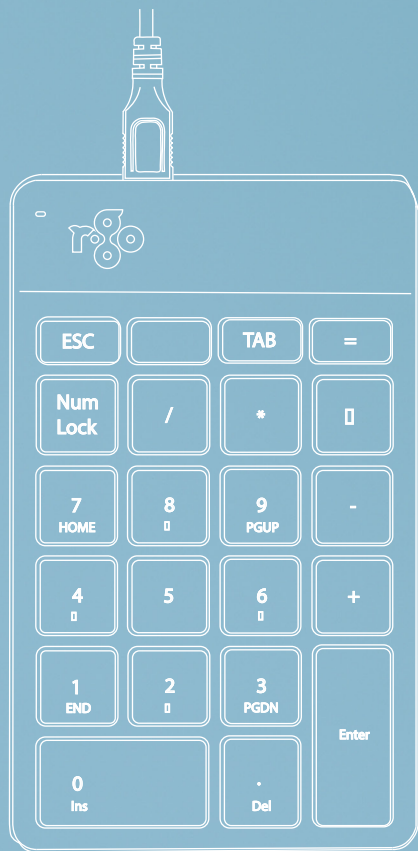 rgo
ESC TAB =
Num
Lock
/ * ▯
7 8 9 -
HOME ▯ PGUP
4 5 6 +
▯ ▯
1 2 3
END ▯ PGDN
Enter
0 .
Ins Del